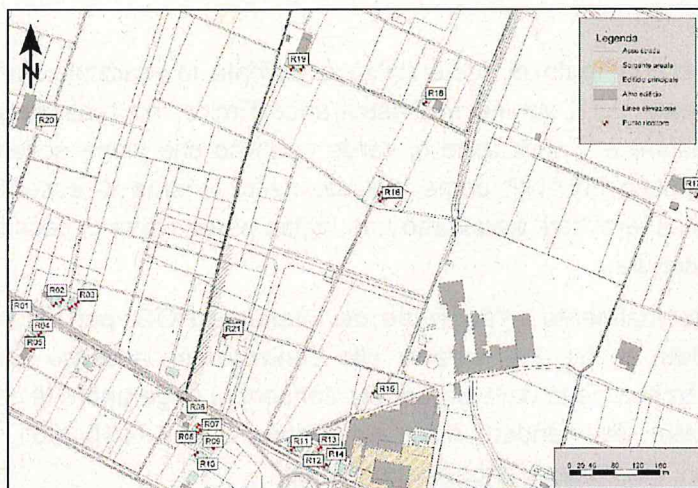 N
R19
R18
R20
R16
R17
R02
R03
R01
R04
R05
R21
R15
R06
R07
R05
R09
R10
R11
R13
R12
R14
Legenda
Asse strada
Sorgente areale
Edificio principale
Altro edificio
Linee elevazione
Punto ricettore
0 20 40 80 120 160
m